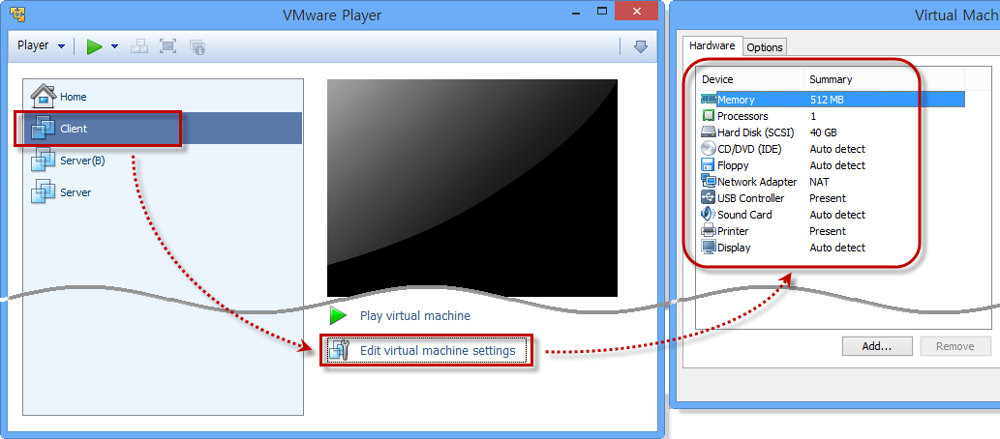 VMware Player
Player
Home
Client
Server(B)
Server
Play virtual machine
Edit virtual machine settings
Virtual Mach
Hardware Options
Device Summary
Memory 512 MB
Processors 1
Hard Disk (SCSI) 40 GB
CD/DVD (IDE) Auto detect
Floppy Auto detect
Network Adapter NAT
USB Controller Present
Sound Card Auto detect
Printer Present
Display Auto detect
Add... Remove